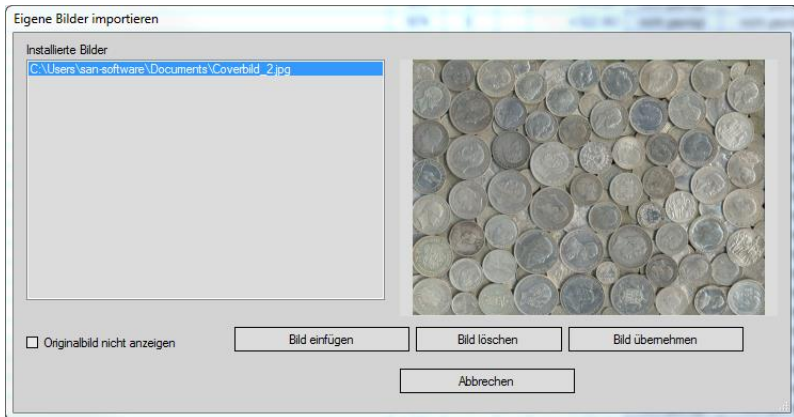 Eigene Bilder importieren
Installierte Bilder
C:\Users\san-software\Documents\Coverbild_2.jpg
Originalbild nicht anzeigen
Bild einfügen
Bild löschen
Bild übernehmen
Abbrechen